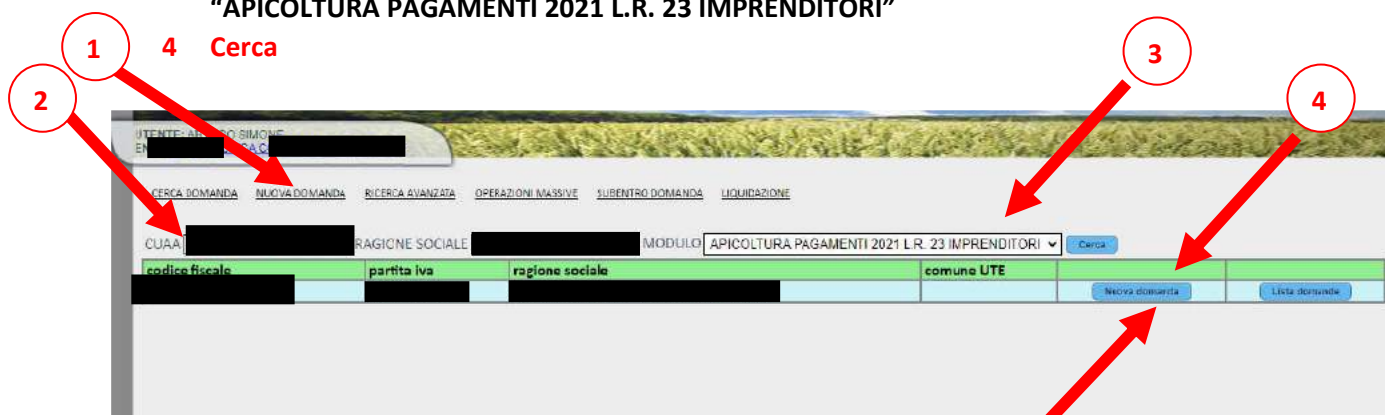 “APICOLTURA PAGAMENTI 2021 L.R. 23 IMPRENDITORI”
1 4 Cerca
3
2
4
UTENTE: SIMONE
CERCA DOMANDA NUOVA DOMANDA RICERCA AVANZATA OPERAZIONI MASSIVE SUBENTRO DOMANDA LIQUIDAZIONE
CUAA RAGIONE SOCIALE MODULO APICOLTURA PAGAMENTI 2021 L.R. 23 IMPRENDITORI Cerca
codice fiscale partita iva ragione sociale comune UTE
Nuova domanda Lista domande